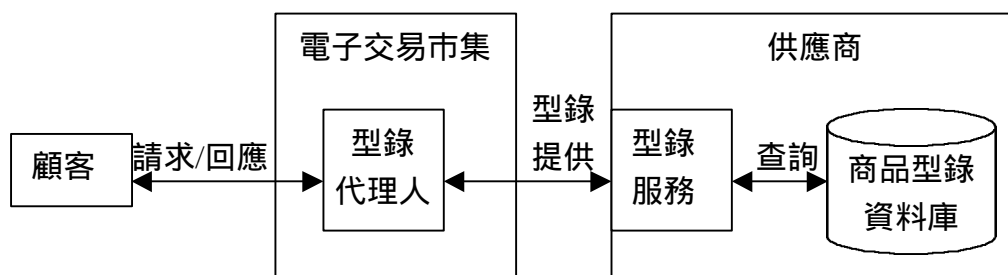 電子交易市集
供應商
顧客
請求/回應
型錄
代理人
型錄
提供
型錄
服務
查詢
商品型錄
資料庫